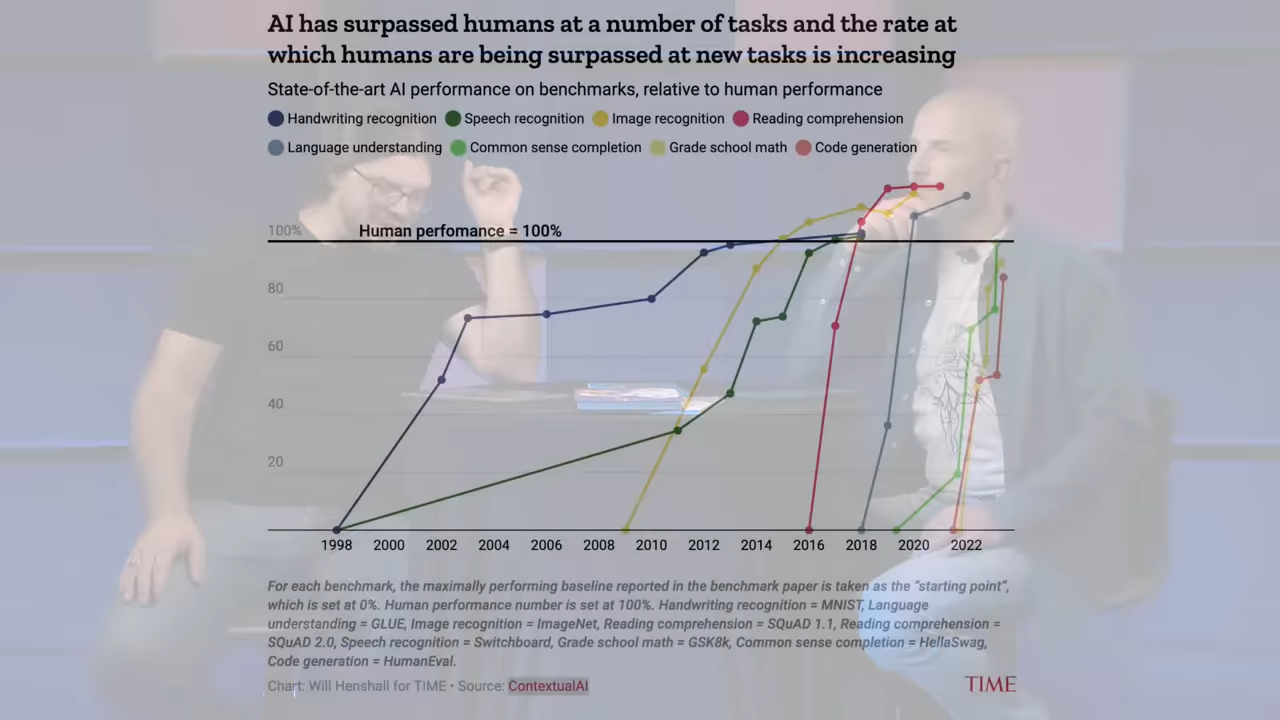 AI has surpassed humans at a number of tasks and the rate at
which humans are being surpassed at new tasks is increasing
State-of-the-art AI performance on benchmarks, relative to human performance
Handwriting recognition Speech recognition Image recognition Reading comprehension
Language understanding Common sense completion Grade school math Code generation
100% Human perfomance = 100%
80
60
40
20
1998 2000 2002 2004 2006 2008 2010 2012 2014 2016 2018 2020 2022
For each benchmark, the maximally performing baseline reported in the benchmark paper is taken as the “starting point”,
which is set at 0%. Human performance number is set at 100%. Handwriting recognition = MNIST, Language
understanding = GLUE, Image recognition = ImageNet, Reading comprehension = SQuAD 1.1, Reading comprehension =
SQuAD 2.0, Speech recognition = Switchboard, Grade school math = GSK8k, Common sense completion = HellaSwag,
Code generation = HumanEval.
Chart: Will Henshall for TIME • Source: ContextualAI
TIME